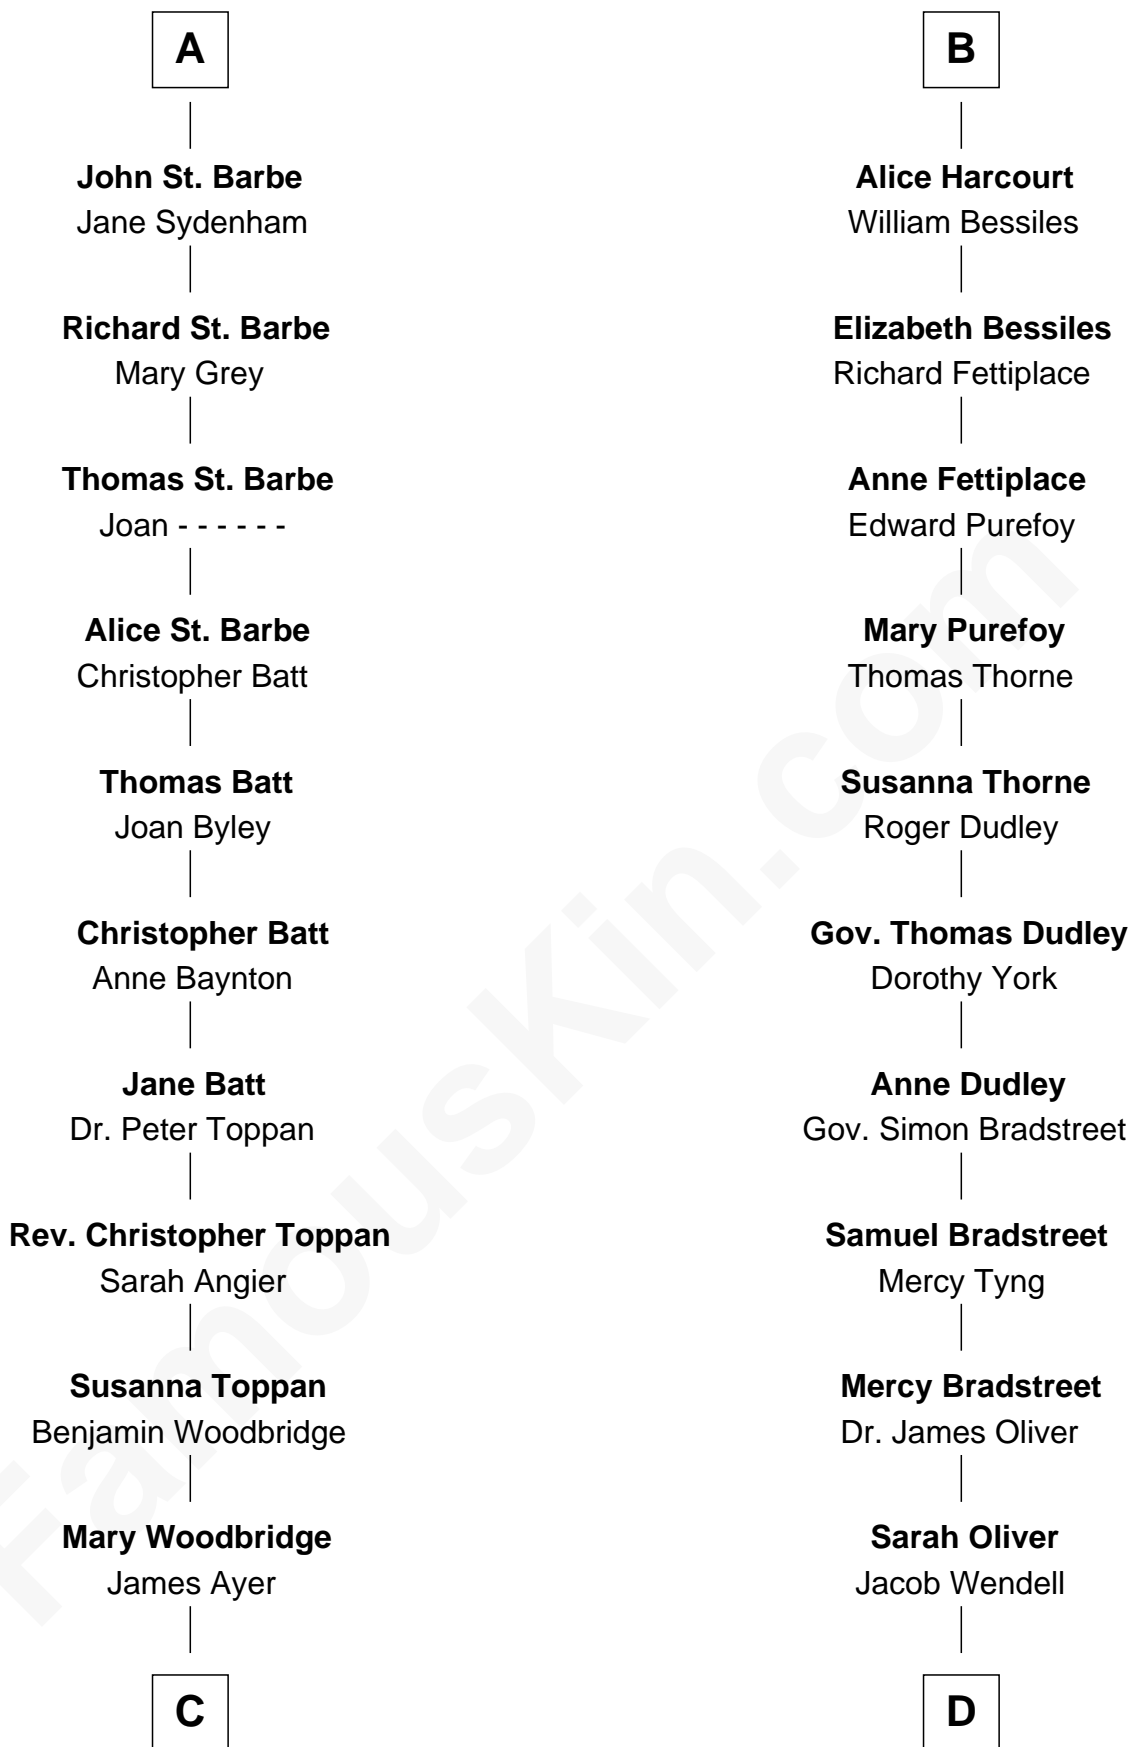 A
John St. Barbe
Jane Sydenham
Richard St. Barbe
Mary Grey
Thomas St. Barbe
Joan - - - - - -
Alice St. Barbe
Christopher Batt
Thomas Batt
Joan Byley
Christopher Batt
Anne Baynton
Jane Batt
Dr. Peter Toppan
Rev. Christopher Toppan
Sarah Angier
Susanna Toppan
Benjamin Woodbridge
Mary Woodbridge
James Ayer
C
B
Alice Harcourt
William Bessiles
Elizabeth Bessiles
Richard Fettiplace
Anne Fettiplace
Edward Purefoy
Mary Purefoy
Thomas Thorne
Susanna Thorne
Roger Dudley
Gov. Thomas Dudley
Dorothy York
Anne Dudley
Gov. Simon Bradstreet
Samuel Bradstreet
Mercy Tyng
Mercy Bradstreet
Dr. James Oliver
Sarah Oliver
Jacob Wendell
D
FamousKin.com